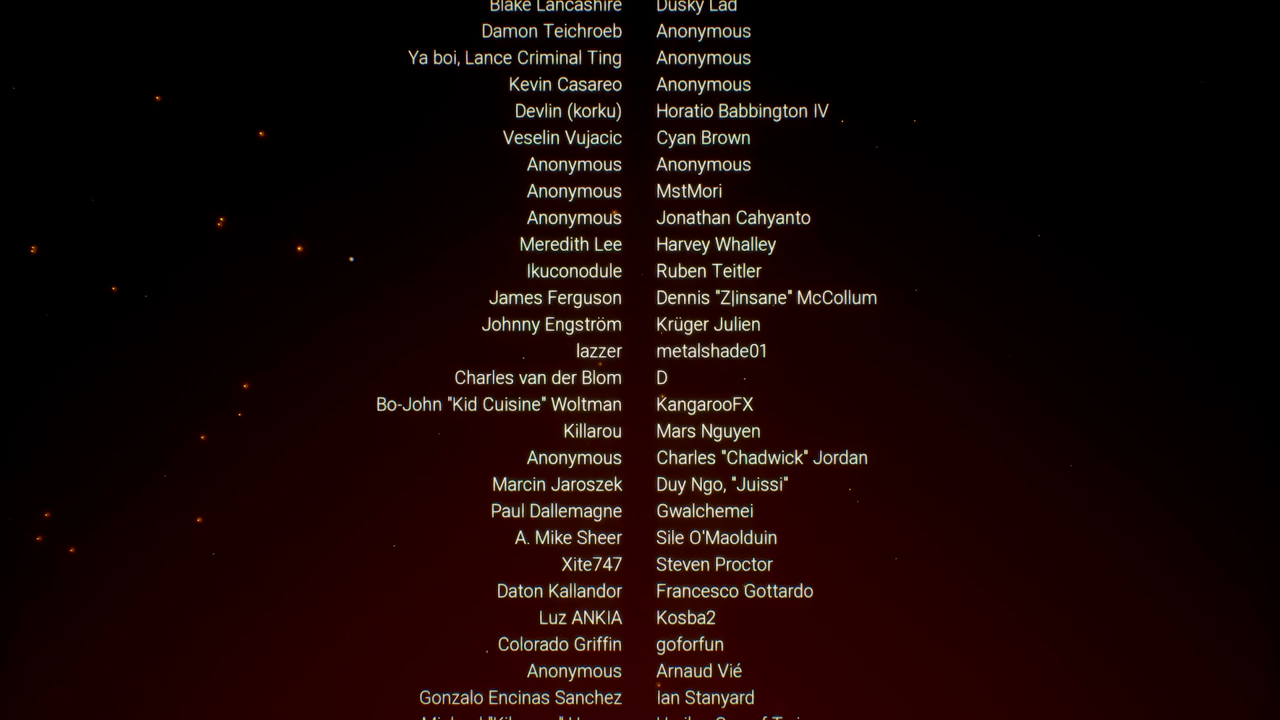 Blake Lancashire Dusky Lad
Damon Teichroeb Anonymous
Ya boi, Lance Criminal Ting Anonymous
Kevin Casareo Anonymous
Devlin (korku) Horatio Babbington IV
Veselin Vujacic Cyan Brown
Anonymous Anonymous
Anonymous MstMori
Anonymous Jonathan Cahyanto
Meredith Lee Harvey Whalley
Ikuconodule Ruben Teitler
James Ferguson Dennis "Z|insane" McCollum
Johnny Engström Krüger Julien
lazzer metalshade01
Charles van der Blom D
Bo-John "Kid Cuisine" Woltman KangarooFX
Killarou Mars Nguyen
Anonymous Charles "Chadwick" Jordan
Marcin Jaroszek Duy Ngo, "Juissi"
Paul Dallemagne Gwalchemei
A. Mike Sheer Sile O'Maolduin
Xite747 Steven Proctor
Daton Kallandor Francesco Gottardo
Luz ANKIA Kosba2
Colorado Griffin goforfun
Anonymous Arnaud Vié
Gonzalo Encinas Sanchez Ian Stanyard